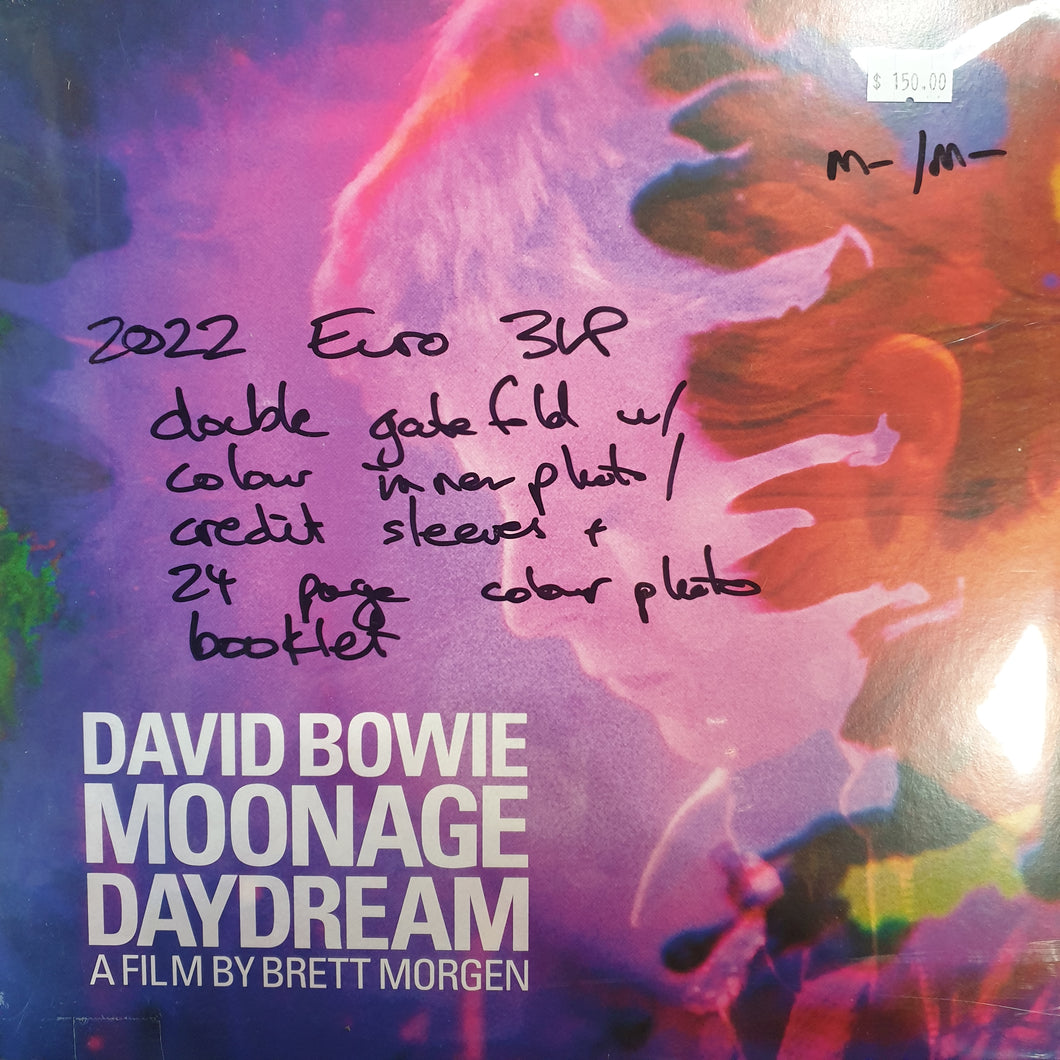 $ 150.00
M- / M-
2022 Euro 3LP
double gatefold w/
colour inner photo/
credit sleeves +
24 page colour photo
booklet
DAVID BOWIE
MOONAGE
DAYDREAM
A FILM BY BRETT MORGEN